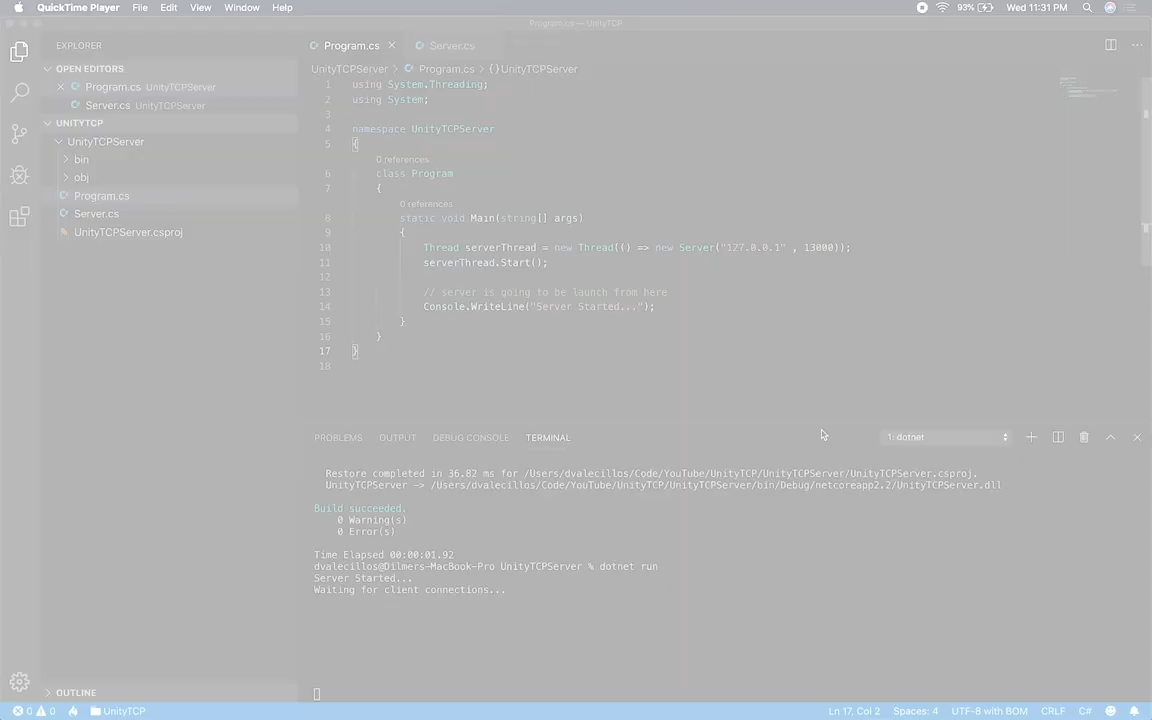 QuickTime Player File Edit View Window Help 93% Wed 11:31 PM
Program.cs — UnityTCP
EXPLORER
OPEN EDITORS
Program.cs UnityTCPServer
Server.cs UnityTCPServer
UNITYTCP
UnityTCPServer
bin
obj
Program.cs
Server.cs
UnityTCPServer.csproj
OUTLINE
Program.cs Server.cs
UnityTCPServer > Program.cs > {}UnityTCPServer
1 using System.Threading;
2 using System;
3
4 namespace UnityTCPServer
5 {
0 references
6 class Program
7 {
0 references
8 static void Main(string[] args)
9 {
10 Thread serverThread = new Thread(() => new Server("127.0.0.1" , 13000));
11 serverThread.Start();
12
13 // server is going to be launch from here
14 Console.WriteLine("Server Started...");
15 }
16 }
17 }
18
PROBLEMS OUTPUT DEBUG CONSOLE TERMINAL 1: dotnet
Restore completed in 36.82 ms for /Users/dvalecillos/Code/YouTube/UnityTCP/UnityTCPServer/UnityTCPServer.csproj.
UnityTCPServer -> /Users/dvalecillos/Code/YouTube/UnityTCP/UnityTCPServer/bin/Debug/netcoreapp2.2/UnityTCPServer.dll
Build succeeded.
0 Warning(s)
0 Error(s)
Time Elapsed 00:00:01.92
dvalecillos@Dilmers-MacBook-Pro UnityTCPServer % dotnet run
Server Started...
Waiting for client connections...
0 0 UnityTCP Ln 17, Col 2 Spaces: 4 UTF-8 with BOM CRLF C#